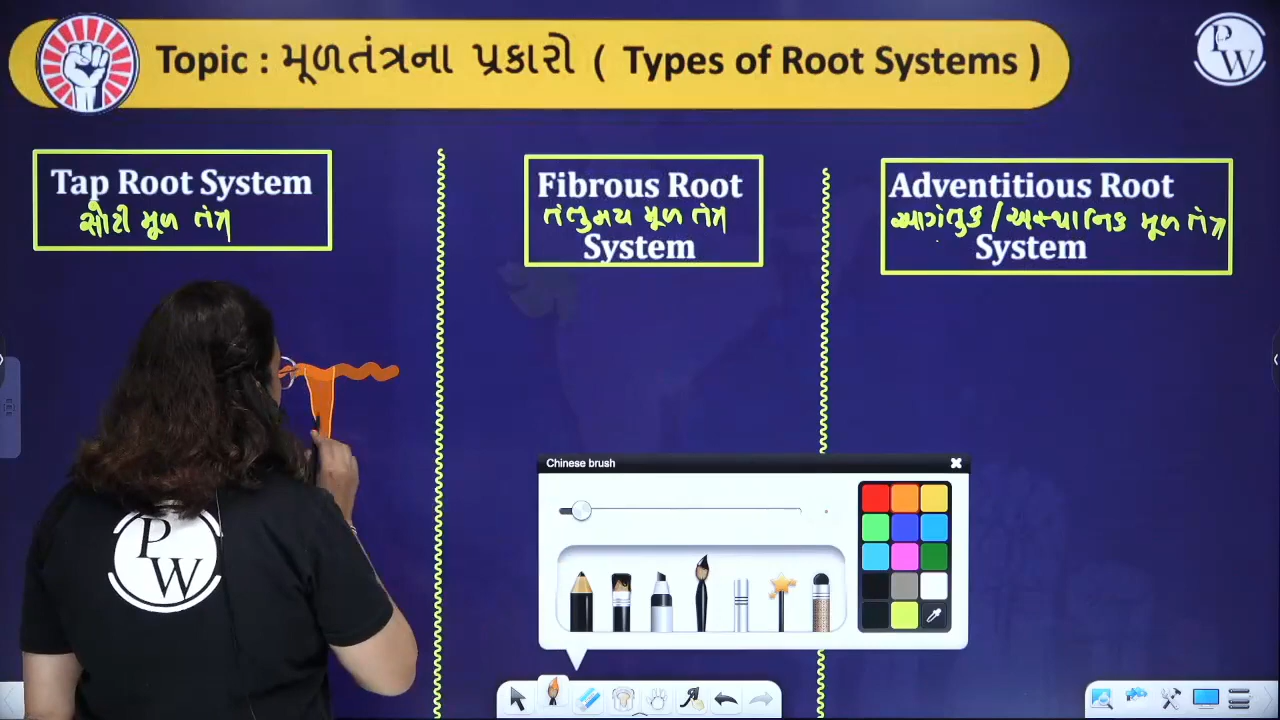 Topic : મૂળતંત્રના પ્રકારો ( Types of Root Systems )
PW
Tap Root System
સોટી મૂળ તંત્ર
Fibrous Root
તંતુમય મૂળ તંત્ર
System
Adventitious Root
આગંતુક / અસ્થાનિક મૂળ તંત્ર
System
Chinese brush
PW